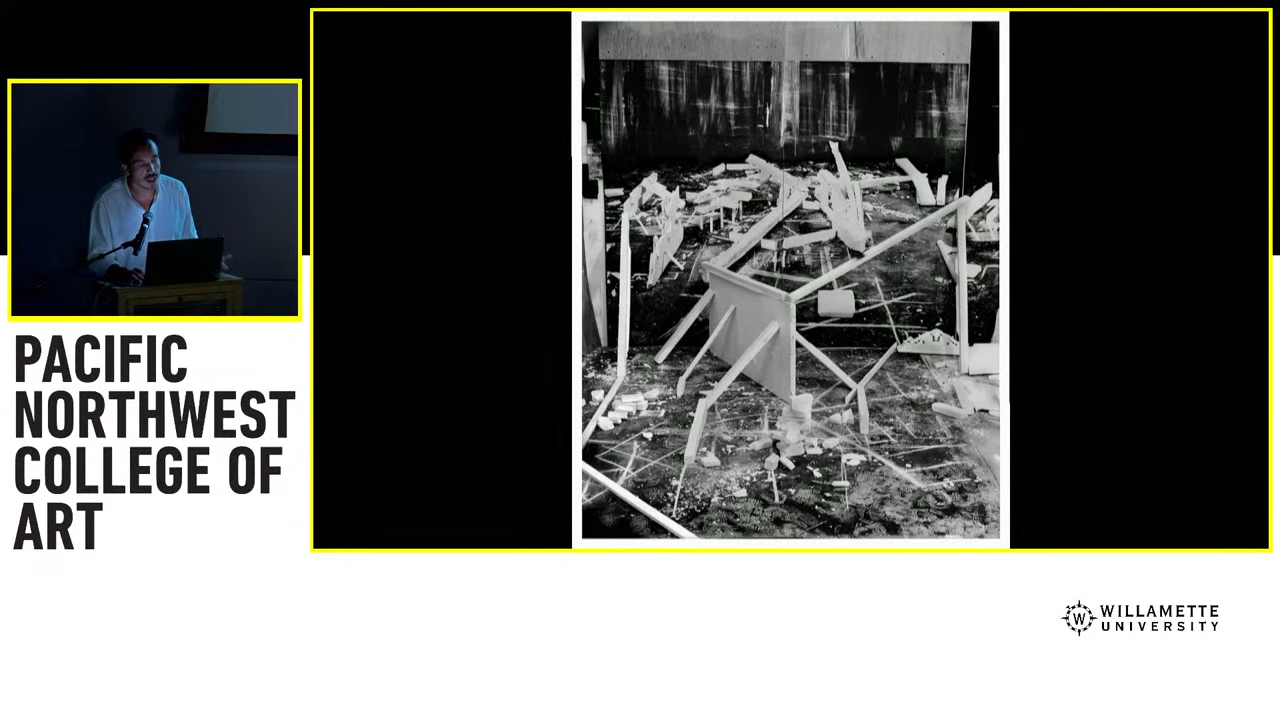 PACIFIC
NORTHWEST
COLLEGE OF
ART
W
WILLAMETTE
UNIVERSITY